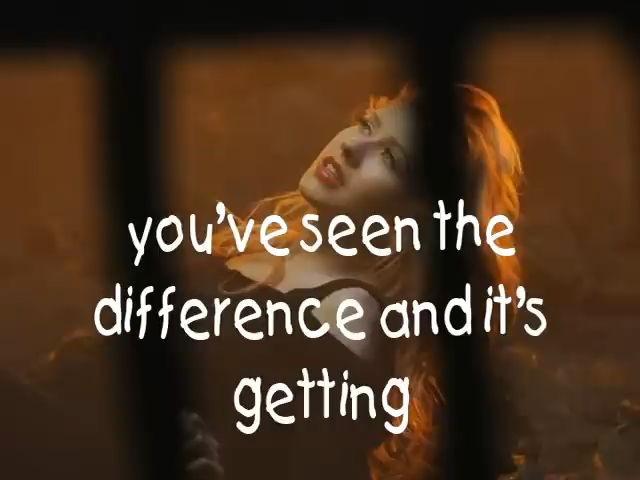 you've seen the
difference and it's
getting